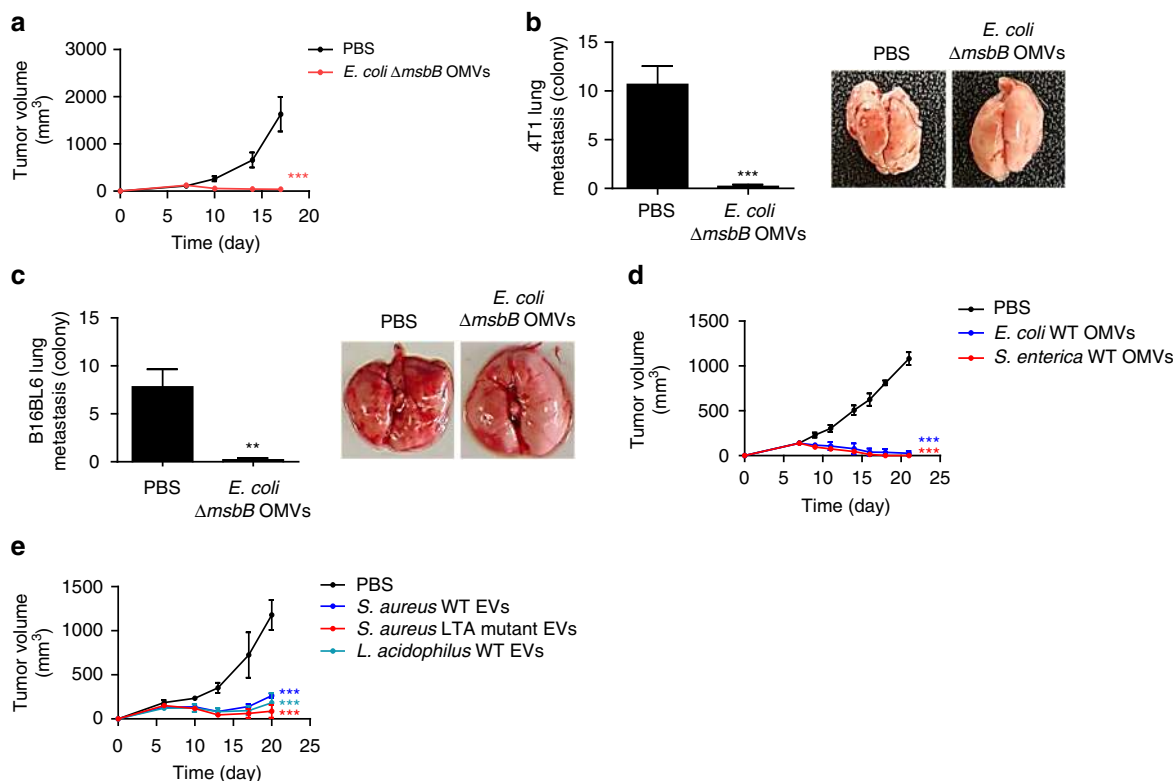 a
PBS
E. coli ΔmsbB OMVs
Tumor volume
(mm³)
3000
2000
1000
0
0 5 10 15 20
Time (day)
***
b
4T1 lung
metastasis (colony)
15
10
5
0
***
PBS
E. coli
ΔmsbB OMVs
PBS
E. coli
ΔmsbB OMVs
c
B16BL6 lung
metastasis (colony)
15
10
5
0
**
PBS
E. coli
ΔmsbB OMVs
PBS
E. coli
ΔmsbB OMVs
d
PBS
E. coli WT OMVs
S. enterica WT OMVs
Tumor volume
(mm³)
1500
1000
500
0
0 5 10 15 20 25
Time (day)
***
***
e
PBS
S. aureus WT EVs
S. aureus LTA mutant EVs
L. acidophilus WT EVs
Tumor volume
(mm³)
1500
1000
500
0
0 5 10 15 20 25
Time (day)
***
***
***